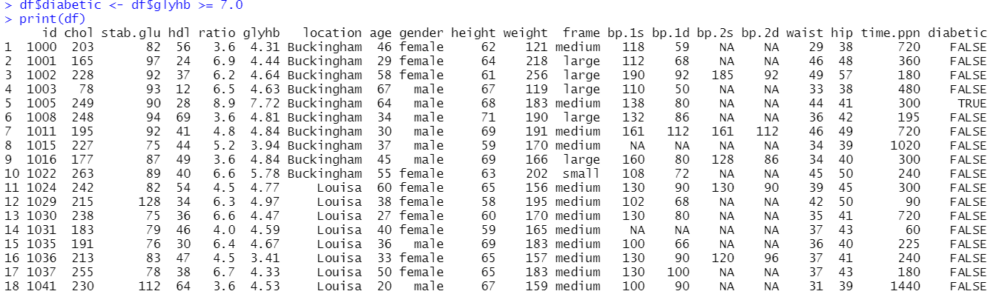 > df$diabetic <- df$glyhb >= 7.0
> print(df)
id chol stab.glu hdl ratio glyhb location age gender height weight frame bp.1s bp.1d bp.2s bp.2d waist hip time.ppn diabetic
1 1000 203 82 56 3.6 4.31 Buckingham 46 female 62 121 medium 118 59 NA NA 29 38 720 FALSE
2 1001 165 97 24 6.9 4.44 Buckingham 29 female 64 218 large 112 68 NA NA 46 48 360 FALSE
3 1002 228 92 37 6.2 4.64 Buckingham 58 female 61 256 large 190 92 185 92 49 57 180 FALSE
4 1003 78 93 12 6.5 4.63 Buckingham 67 male 67 119 large 110 50 NA NA 33 38 480 FALSE
5 1005 249 90 28 8.9 7.72 Buckingham 64 male 68 183 medium 138 80 NA NA 44 41 300 TRUE
6 1008 248 94 69 3.6 4.81 Buckingham 34 male 71 190 large 132 86 NA NA 36 42 195 FALSE
7 1011 195 92 41 4.8 4.84 Buckingham 30 male 69 191 medium 161 112 161 112 46 49 720 FALSE
8 1015 227 75 44 5.2 3.94 Buckingham 37 male 59 170 medium NA NA NA NA 34 39 1020 FALSE
9 1016 177 87 49 3.6 4.84 Buckingham 45 male 69 166 large 160 80 128 86 34 40 300 FALSE
10 1022 263 89 40 6.6 5.78 Buckingham 55 female 63 202 small 108 72 NA NA 45 50 240 FALSE
11 1024 242 82 54 4.5 4.77 Louisa 60 female 65 156 medium 130 90 130 90 39 45 300 FALSE
12 1029 215 128 34 6.3 4.97 Louisa 38 female 58 195 medium 102 68 NA NA 42 50 90 FALSE
13 1030 238 75 36 6.6 4.47 Louisa 27 female 60 170 medium 130 80 NA NA 35 41 720 FALSE
14 1031 183 79 46 4.0 4.59 Louisa 40 female 59 165 medium NA NA NA NA 37 43 60 FALSE
15 1035 191 76 30 6.4 4.67 Louisa 36 male 69 183 medium 100 66 NA NA 36 40 225 FALSE
16 1036 213 83 47 4.5 3.41 Louisa 33 female 65 157 medium 130 90 120 96 37 41 240 FALSE
17 1037 255 78 38 6.7 4.33 Louisa 50 female 65 183 medium 130 100 NA NA 37 43 180 FALSE
18 1041 230 112 64 3.6 4.53 Louisa 20 male 67 159 medium 100 90 NA NA 31 39 1440 FALSE